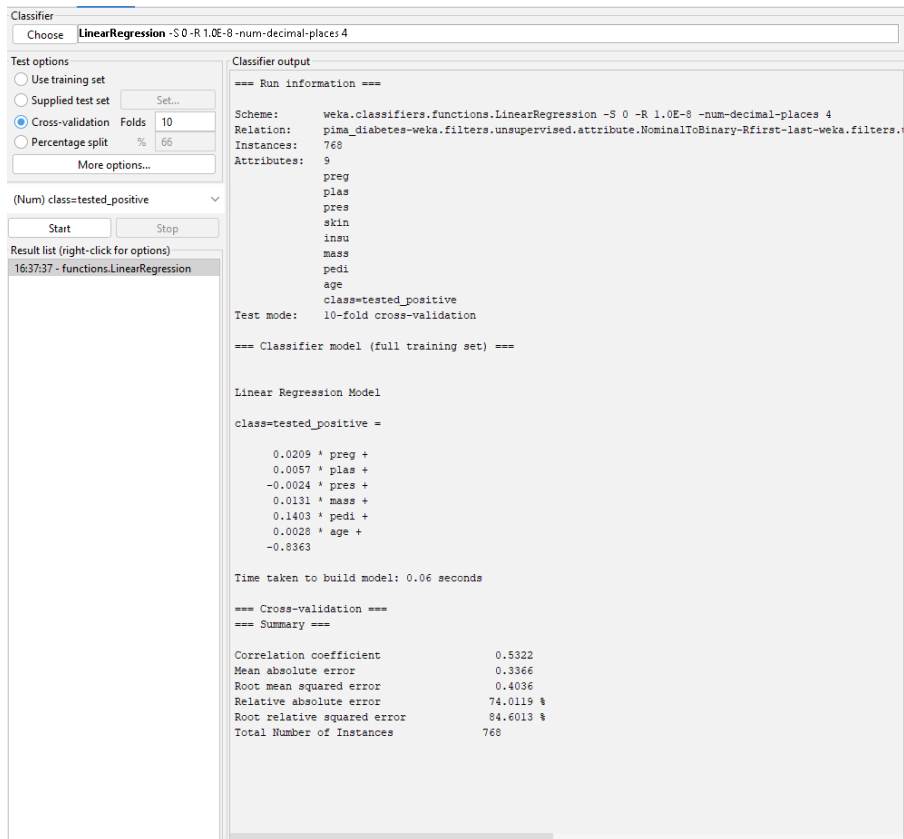 Classifier
Choose LinearRegression -S 0 -R 1.0E-8 -num-decimal-places 4
Test options
Use training set
Supplied test set Set...
Cross-validation Folds 10
Percentage split % 66
More options...
(Num) class=tested_positive
Start Stop
Result list (right-click for options)
16:37:37 - functions.LinearRegression
Classifier output
=== Run information ===
Scheme: weka.classifiers.functions.LinearRegression -S 0 -R 1.0E-8 -num-decimal-places 4
Relation: pima_diabetes-weka.filters.unsupervised.attribute.NominalToBinary-Rfirst-last-weka.filters.
Instances: 768
Attributes: 9
preg
plas
pres
skin
insu
mass
pedi
age
class=tested_positive
Test mode: 10-fold cross-validation
=== Classifier model (full training set) ===
Linear Regression Model
class=tested_positive =
0.0209 * preg +
0.0057 * plas +
-0.0024 * pres +
0.0131 * mass +
0.1403 * pedi +
0.0028 * age +
-0.8363
Time taken to build model: 0.06 seconds
=== Cross-validation ===
=== Summary ===
Correlation coefficient 0.5322
Mean absolute error 0.3366
Root mean squared error 0.4036
Relative absolute error 74.0119 %
Root relative squared error 84.6013 %
Total Number of Instances 768